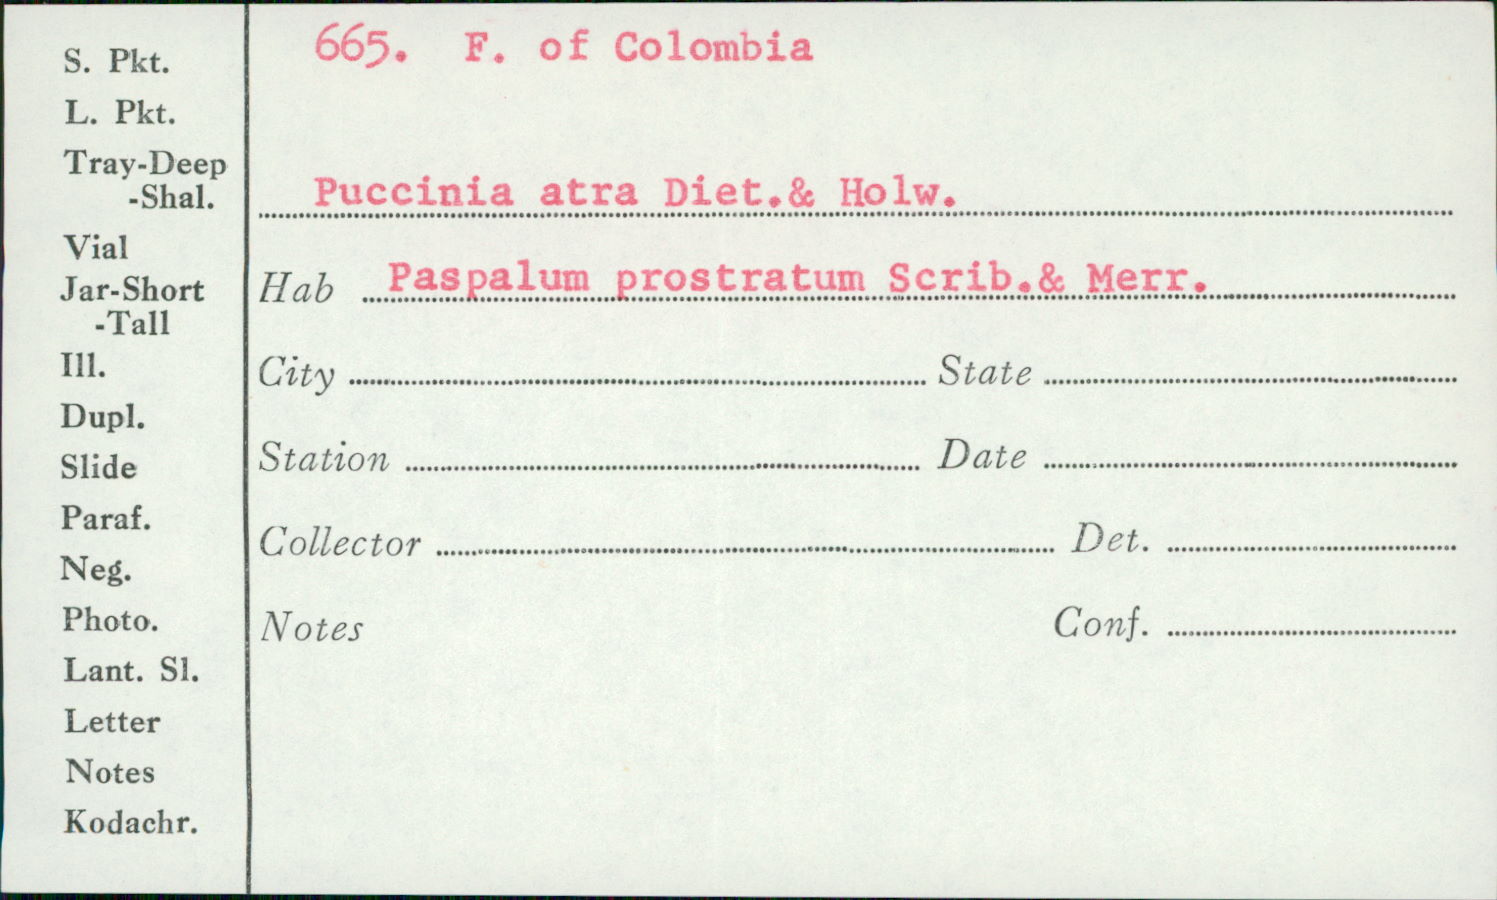 665. F. of Colombia
S. Pkt.
L. Pkt.
Tray-Deep
-Shal.
Puccinia atra Diet.& Holw.
Vial
Jar-Short
-Tall
Hab Paspalum prostratum Scrib.& Merr.
Ill.
City State
Dupl.
Slide
Station Date
Paraf.
Neg.
Collector Det.
Photo.
Notes Conf.
Lant. Sl.
Letter
Notes
Kodachr.